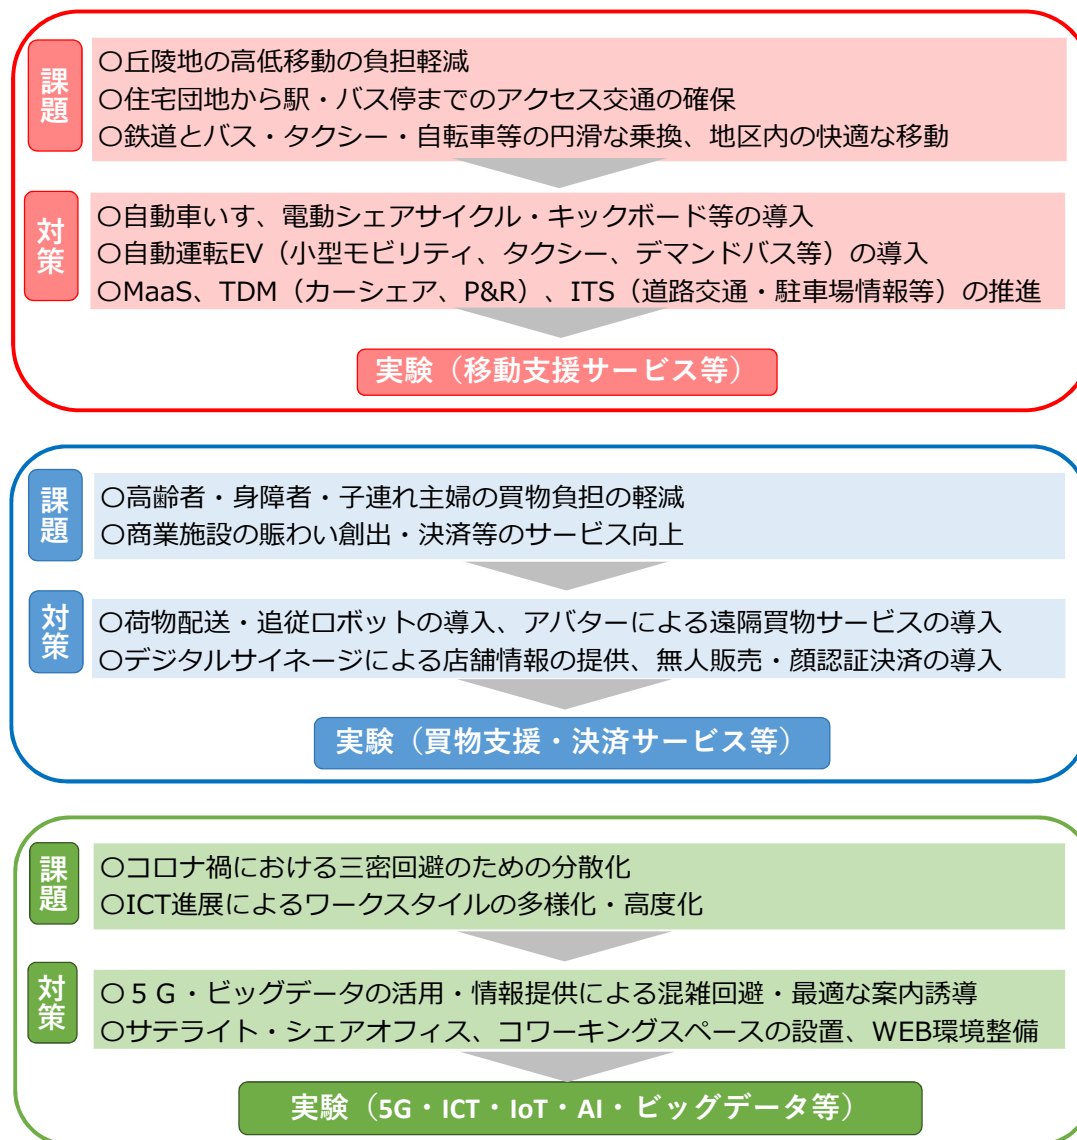 課題
〇丘陵地の高低移動の負担軽減
〇住宅団地から駅・バス停までのアクセス交通の確保
〇鉄道とバス・タクシー・自転車等の円滑な乗換、地区内の快適な移動
対策
〇自動車いす、電動シェアサイクル・キックボード等の導入
〇自動運転EV（小型モビリティ、タクシー、デマンドバス等）の導入
〇MaaS、TDM（カーシェア、P&R）、ITS（道路交通・駐車場情報等）の推進
実験（移動支援サービス等）
課題
〇高齢者・身障者・子連れ主婦の買物負担の軽減
〇商業施設の賑わい創出・決済等のサービス向上
対策
〇荷物配送・追従ロボットの導入、アバターによる遠隔買物サービスの導入
〇デジタルサイネージによる店舗情報の提供、無人販売・顔認証決済の導入
実験（買物支援・決済サービス等）
課題
〇コロナ禍における三密回避のための分散化
〇ICT進展によるワークスタイルの多様化・高度化
対策
〇５Ｇ・ビッグデータの活用・情報提供による混雑回避・最適な案内誘導
〇サテライト・シェアオフィス、コワーキングスペースの設置、WEB環境整備
実験（5G・ICT・IoT・AI・ビッグデータ等）